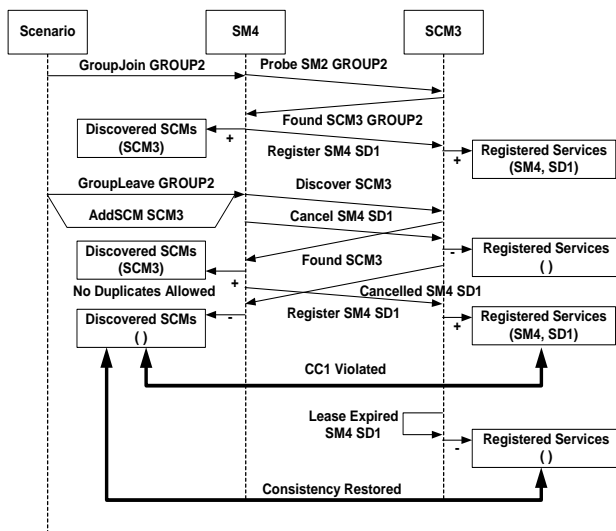 Scenario
SM4
SCM3
GroupJoin GROUP2
Probe SM2 GROUP2
Found SCM3 GROUP2
Discovered SCMs
(SCM3)
+
Register SM4 SD1
+
Registered Services
(SM4, SD1)
GroupLeave GROUP2
Discover SCM3
AddSCM SCM3
Cancel SM4 SD1
Discovered SCMs
(SCM3)
+
Found SCM3
-
Registered Services
( )
No Duplicates Allowed
Cancelled SM4 SD1
Discovered SCMs
( )
-
Register SM4 SD1
+
Registered Services
(SM4, SD1)
CC1 Violated
Lease Expired
SM4 SD1
-
Registered Services
( )
Consistency Restored